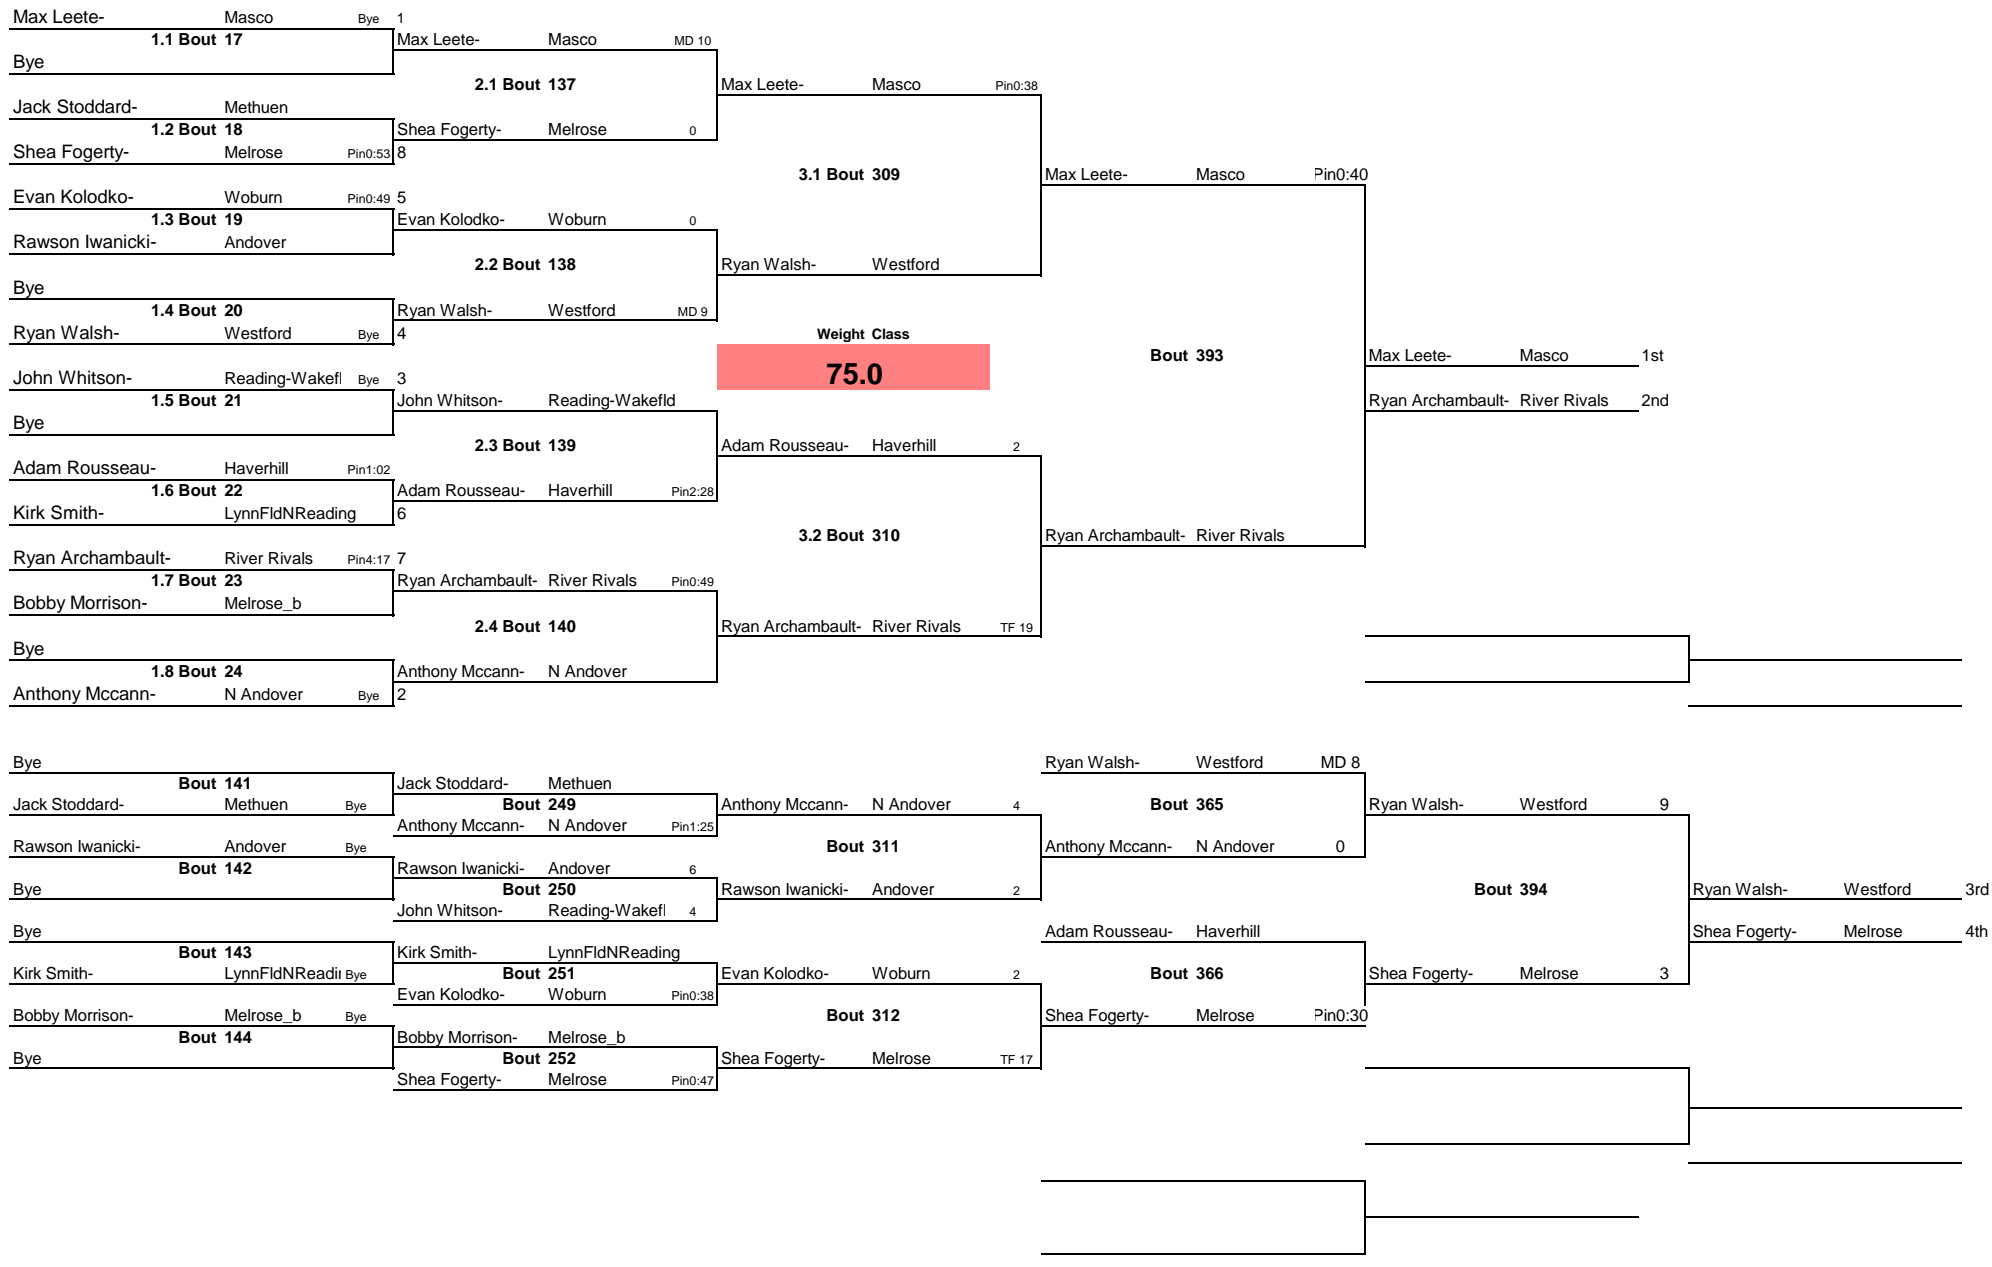 Max Leete- Masco Bye 1
1.1 Bout 17 Max Leete- Masco MD 10
Bye
2.1 Bout 137 Max Leete- Masco Pin0:38
Jack Stoddard- Methuen
1.2 Bout 18 Shea Fogerty- Melrose 0
Shea Fogerty- Melrose Pin0:53 8
3.1 Bout 309 Max Leete- Masco Pin0:40
Evan Kolodko- Woburn Pin0:49 5
1.3 Bout 19 Evan Kolodko- Woburn 0
Rawson Iwanicki- Andover
2.2 Bout 138 Ryan Walsh- Westford
Bye
1.4 Bout 20 Ryan Walsh- Westford MD 9
Ryan Walsh- Westford Bye 4 Weight Class
Bout 393 Max Leete- Masco 1st
John Whitson- Reading-Wakefl Bye 3 75.0
1.5 Bout 21 John Whitson- Reading-Wakefld Ryan Archambault- River Rivals 2nd
Bye
2.3 Bout 139 Adam Rousseau- Haverhill 2
Adam Rousseau- Haverhill Pin1:02
1.6 Bout 22 Adam Rousseau- Haverhill Pin2:28
Kirk Smith- LynnFldNReading 6
3.2 Bout 310 Ryan Archambault- River Rivals
Ryan Archambault- River Rivals Pin4:17 7
1.7 Bout 23 Ryan Archambault- River Rivals Pin0:49
Bobby Morrison- Melrose_b
2.4 Bout 140 Ryan Archambault- River Rivals TF 19
Bye
1.8 Bout 24 Anthony Mccann- N Andover
Anthony Mccann- N Andover Bye 2
Bye Ryan Walsh- Westford MD 8
Bout 141 Jack Stoddard- Methuen
Jack Stoddard- Methuen Bye Bout 249 Anthony Mccann- N Andover 4 Bout 365 Ryan Walsh- Westford 9
Anthony Mccann- N Andover Pin1:25
Rawson Iwanicki- Andover Bye Bout 311 Anthony Mccann- N Andover 0
Bout 142 Rawson Iwanicki- Andover 6
Bye Bout 250 Rawson Iwanicki- Andover 2 Bout 394 Ryan Walsh- Westford 3rd
John Whitson- Reading-Wakefl 4
Bye Adam Rousseau- Haverhill Shea Fogerty- Melrose 4th
Bout 143 Kirk Smith- LynnFldNReading
Kirk Smith- LynnFldNReadi Bye Bout 251 Evan Kolodko- Woburn 2 Bout 366 Shea Fogerty- Melrose 3
Evan Kolodko- Woburn Pin0:38
Bobby Morrison- Melrose_b Bye Bout 312 Shea Fogerty- Melrose Pin0:30
Bout 144 Bobby Morrison- Melrose_b
Bye Bout 252 Shea Fogerty- Melrose TF 17
Shea Fogerty- Melrose Pin0:47